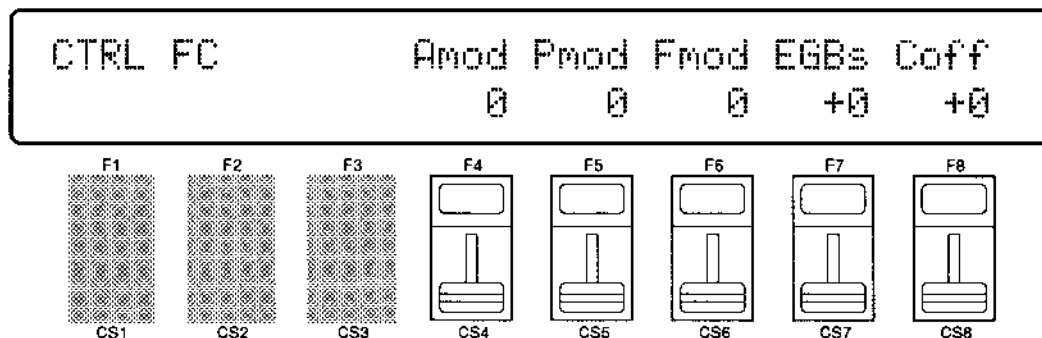 CTRL FC Amod Pmod Fmod EGBs Coff
0 0 0 +0 +0
F1 F2 F3 F4 F5 F6 F7 F8
CS1 CS2 CS3 CS4 CS5 CS6 CS7 CS8